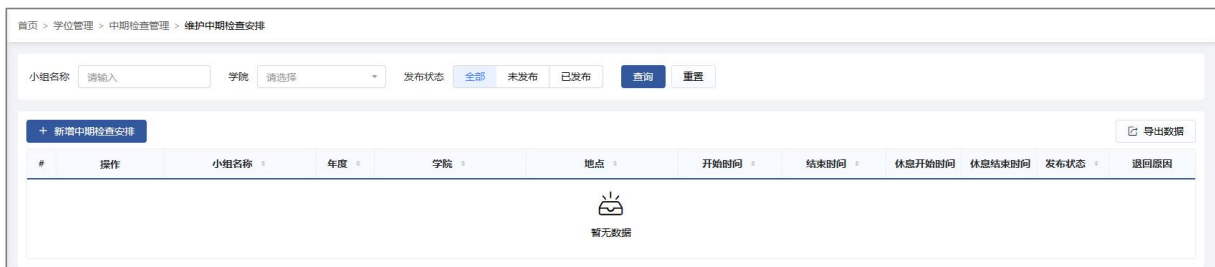 首页 > 学位管理 > 中期检查管理 > 维护中期检查安排
小组名称 请输入 学院 请选择 发布状态 全部 未发布 已发布 查询 重置
+ 新增中期检查安排 导出数据
# 操作 小组名称 年度 学院 地点 开始时间 结束时间 休息开始时间 休息结束时间 发布状态 退回原因
暂无数据